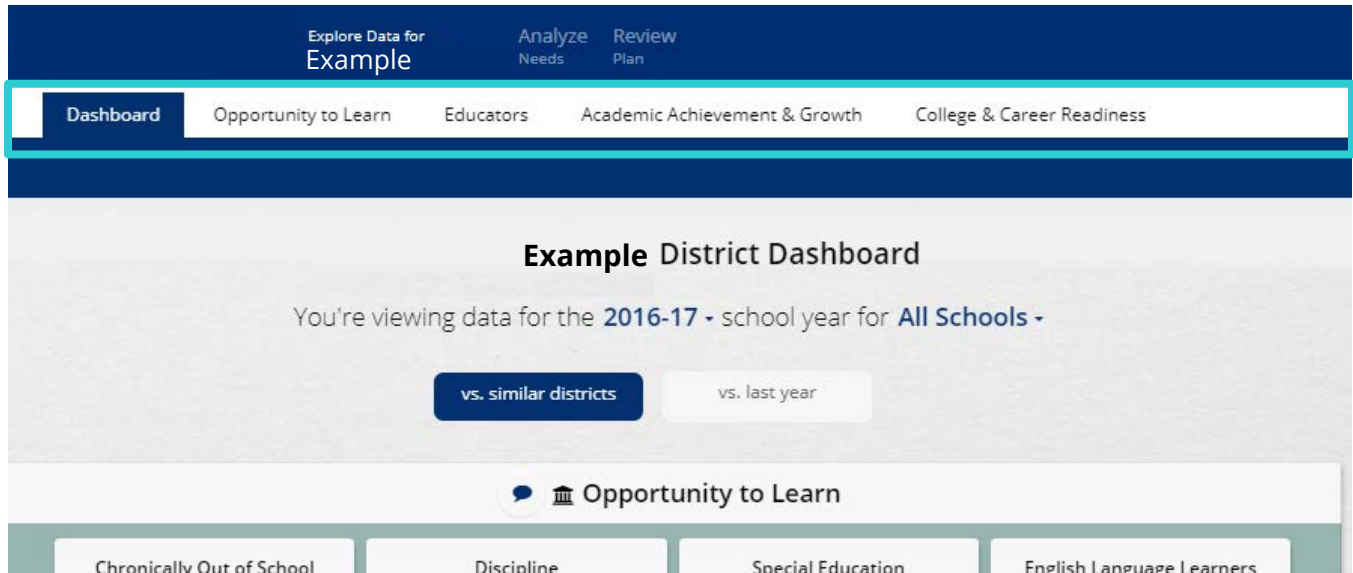 Explore Data for
Example
Analyze Review
Needs Plan
Dashboard Opportunity to Learn Educators Academic Achievement & Growth College & Career Readiness
Example District Dashboard
You're viewing data for the 2016-17 school year for All Schools
vs. similar districts vs. last year
Opportunity to Learn
Chronically Out of School Discipline Special Education English Language Learners